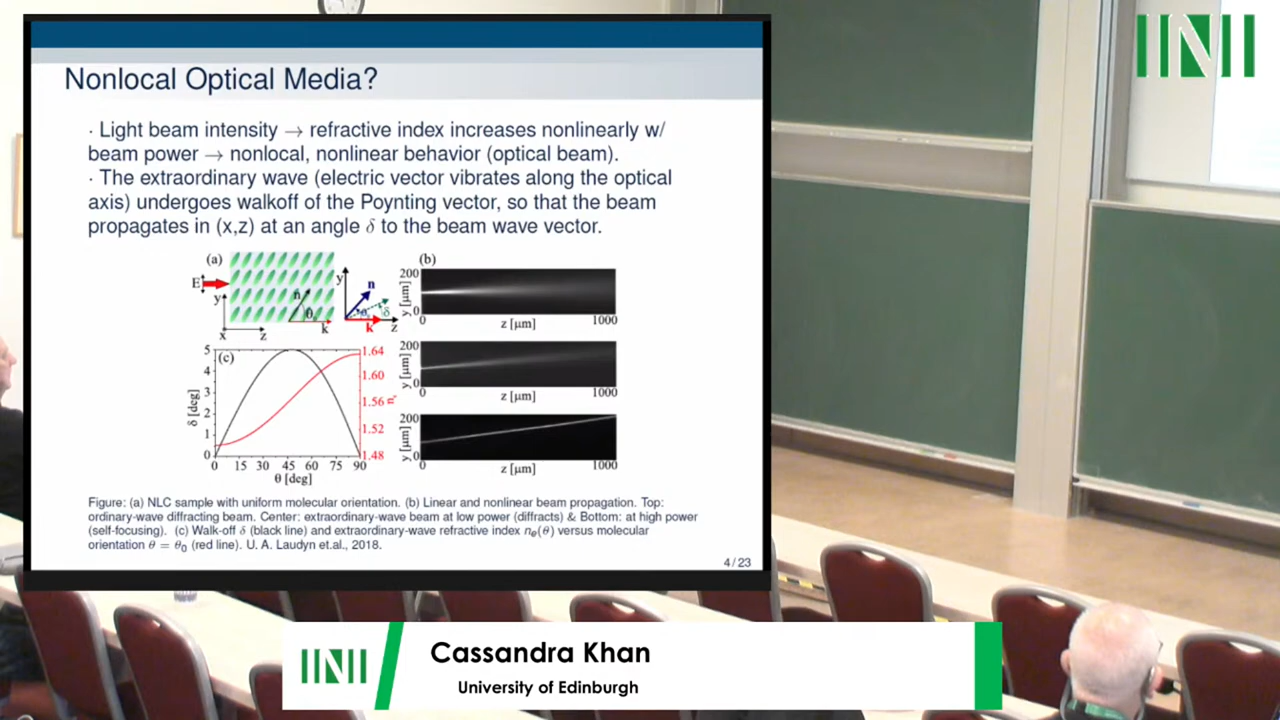 Nonlocal Optical Media?
· Light beam intensity → refractive index increases nonlinearly w/
beam power → nonlocal, nonlinear behavior (optical beam).
· The extraordinary wave (electric vector vibrates along the optical
axis) undergoes walkoff of the Poynting vector, so that the beam
propagates in (x,z) at an angle δ to the beam wave vector.
(a)
E
y
x
z
n
θ₀
k
y
n
δ
k
z
(b)
200
y [μm]
0
0
z [μm]
1000
200
y [μm]
0
0
z [μm]
1000
200
y [μm]
0
0
z [μm]
1000
(c)
5
4
3
2
1
0
δ [deg]
1.64
1.60
1.56
1.52
1.48
0 15 30 45 60 75 90
θ [deg]
Figure: (a) NLC sample with uniform molecular orientation. (b) Linear and nonlinear beam propagation. Top:
ordinary-wave diffracting beam. Center: extraordinary-wave beam at low power (diffracts) & Bottom: at high power
(self-focusing). (c) Walk-off δ (black line) and extraordinary-wave refractive index nₑ(θ) versus molecular
orientation θ = θ₀ (red line). U. A. Laudyn et.al., 2018.
4/23
Cassandra Khan
University of Edinburgh